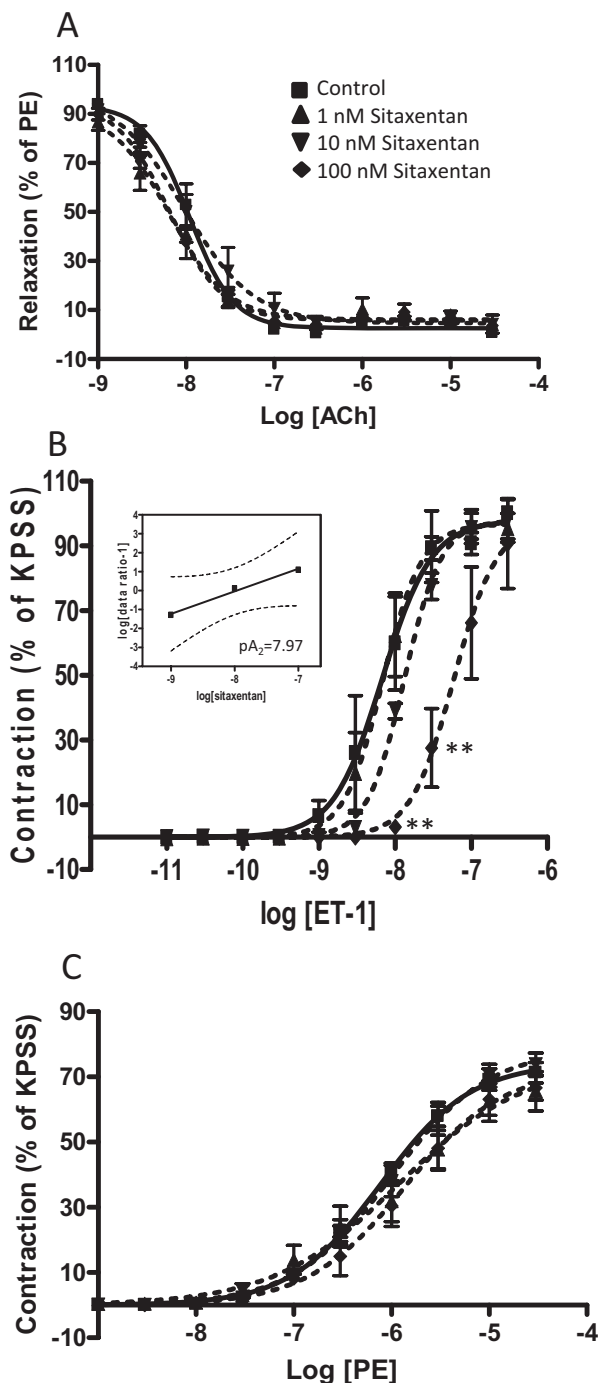 A
110
90
70
50
30
10
-10
Relaxation (% of PE)
Control
1 nM Sitaxentan
10 nM Sitaxentan
100 nM Sitaxentan
-9 -8 -7 -6 -5 -4
Log [ACh]
B
110
90
70
50
30
10
-10
Contraction (% of KPSS)
4
3
2
1
0
-1
-2
-3
-4
log[data ratio-1]
pA2=7.97
-9 -8 -7
log[sitaxentan]
**
**
-11 -10 -9 -8 -7 -6
log [ET-1]
C
90
70
50
30
10
-10
Contraction (% of KPSS)
-8 -7 -6 -5 -4
Log [PE]